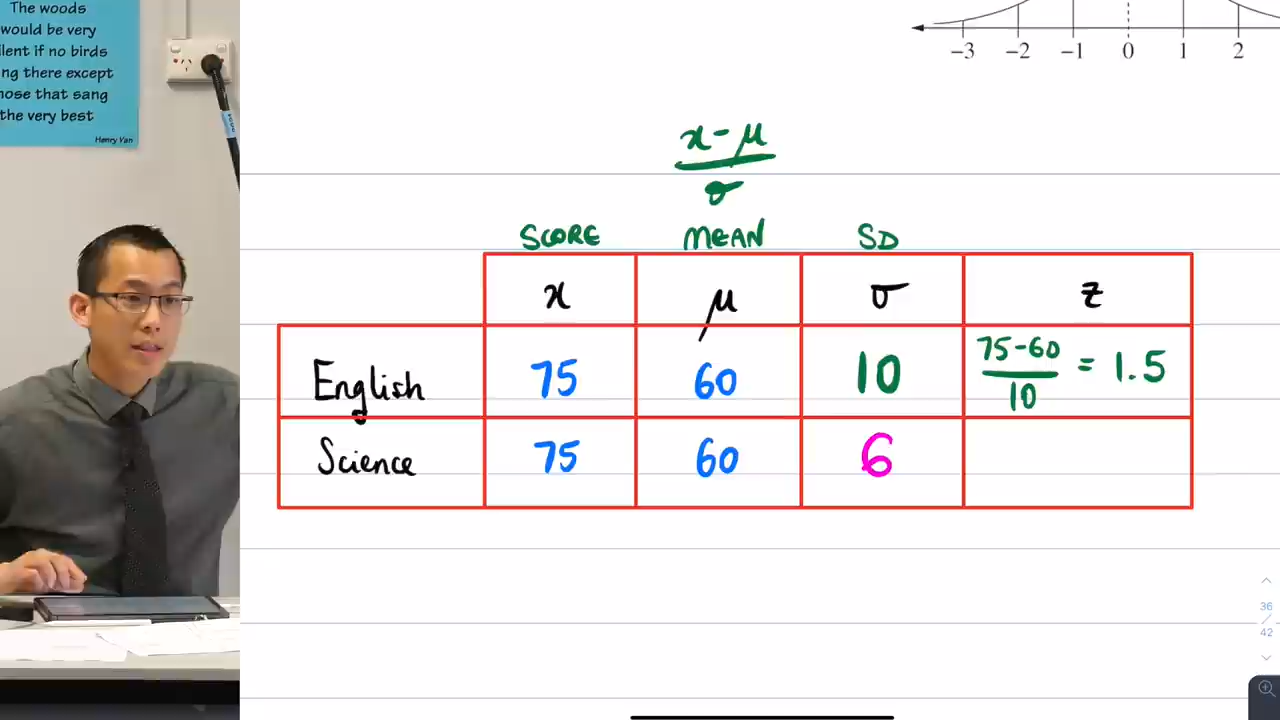 The woods
would be very
lent if no birds
ng there except
hose that sang
the very best
Henry Van
-3 -2 -1 0 1 2
x - μ
σ
SCORE MEAN SD
x μ σ z
English 75 60 10 75-60 = 1.5
10
Science 75 60 6
36
42